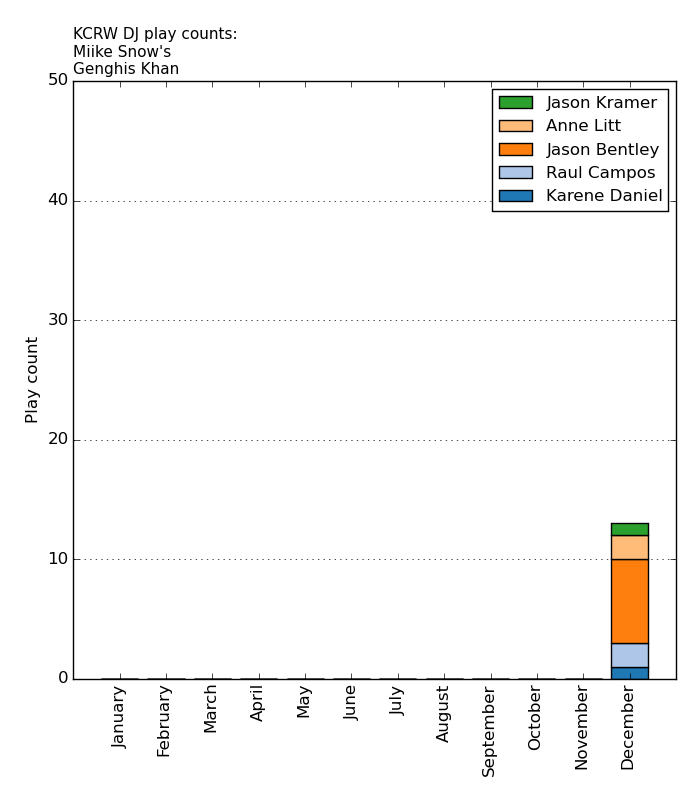 KCRW DJ play counts:
Miike Snow's
Genghis Khan
50
40
30
20
10
0
Play count
Jason Kramer
Anne Litt
Jason Bentley
Raul Campos
Karene Daniel
January
February
March
April
May
June
July
August
September
October
November
December